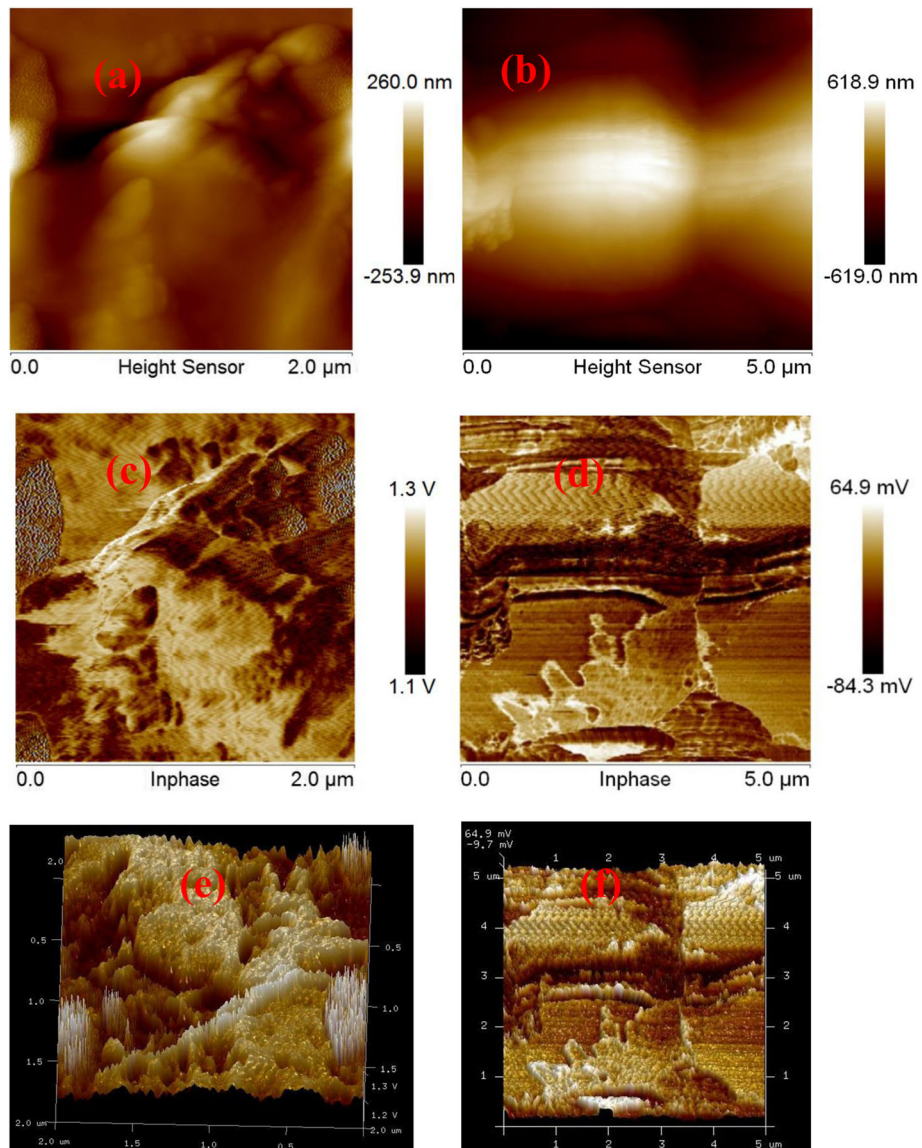 (a)
260.0 nm
-253.9 nm
0.0 Height Sensor 2.0 µm
(b)
618.9 nm
-619.0 nm
0.0 Height Sensor 5.0 µm
(c)
1.3 V
1.1 V
0.0 Inphase 2.0 µm
(d)
64.9 mV
-84.3 mV
0.0 Inphase 5.0 µm
(e)
2.0
0.5
0.5
1.0
1.0
1.5
1.5
1.3 V
1.2 V
2.0 um
2.0 um
1.5
1.0
0.5
(f)
64.9 mV
-9.7 mV
1 2 3 4 5 um
5 um 5 um
4 4
3 3
2 2
1 1
1 2 3 4 5 um